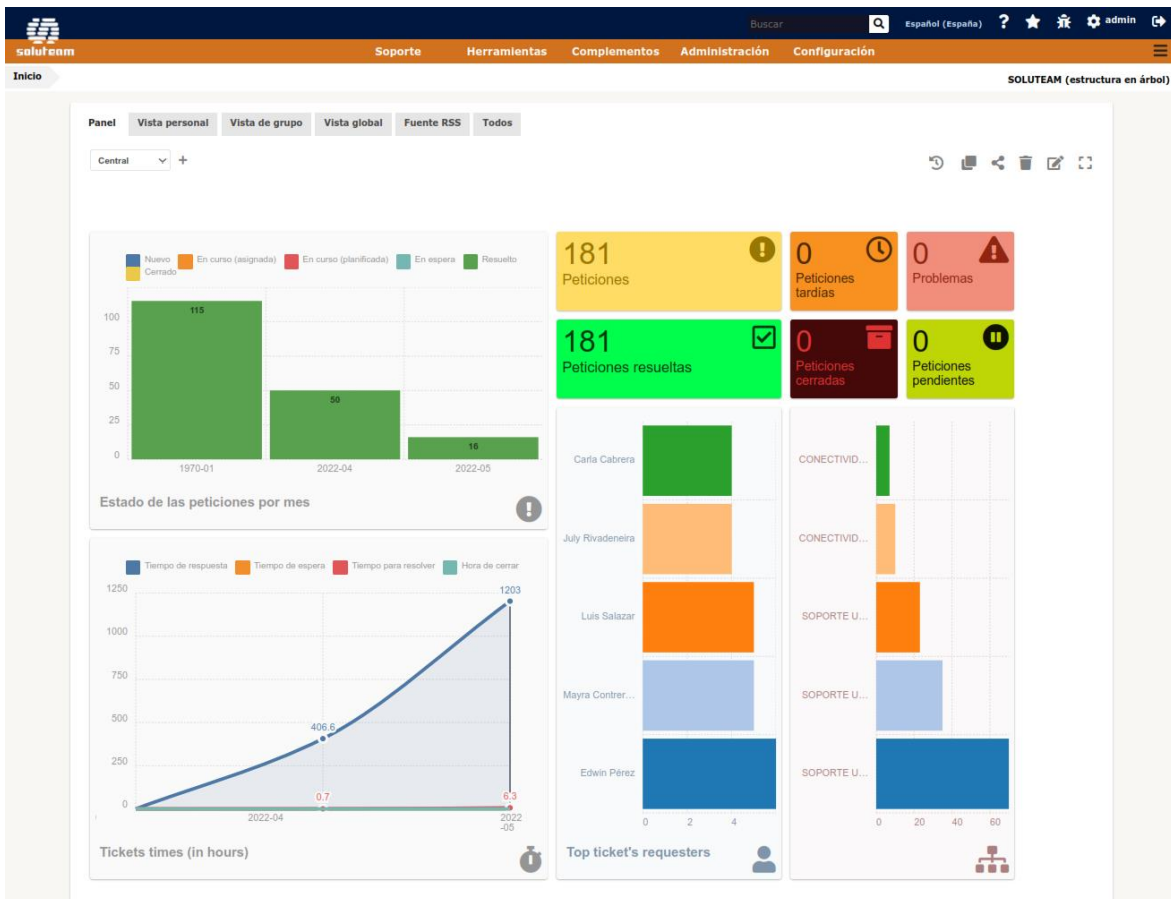 Buscar
Español (España)
?
admin
soluteam
Soporte Herramientas Complementos Administración Configuración
Inicio
SOLUTEAM (estructura en árbol)
Panel Vista personal Vista de grupo Vista global Fuente RSS Todos
Central +
Nuevo En curso (asignada) En curso (planificada) En espera Resuelto
Cerrado
100
75
50
25
0
115
50
16
1970-01 2022-04 2022-05
Estado de las peticiones por mes
181
Peticiones
0
Peticiones
tardías
0
Problemas
181
Peticiones resueltas
0
Peticiones
cerradas
0
Peticiones
pendientes
Tiempo de respuesta Tiempo de espera Tiempo para resolver Hora de cerrar
1250
1000
750
500
250
0
1203
406.6
0.7
6.3
2022-04
2022
-05
Tickets times (in hours)
Carla Cabrera
July Rivadeneira
Luis Salazar
Mayra Contrer...
Edwin Pérez
0 2 4
Top ticket's requesters
CONECTIVID...
CONECTIVID...
SOPORTE U...
SOPORTE U...
SOPORTE U...
0 20 40 60